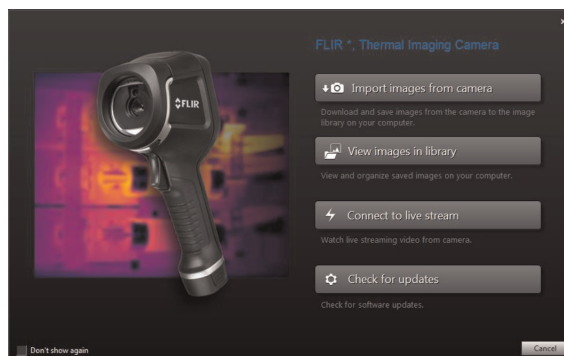 FLIR *, Thermal Imaging Camera
FLIR
Import images from camera
Download and save images from the camera to the image
library on your computer.
View images in library
View and organize saved images on your computer.
Connect to live stream
Watch live streaming video from camera.
Check for updates
Check for software updates.
Don't show again
Cancel